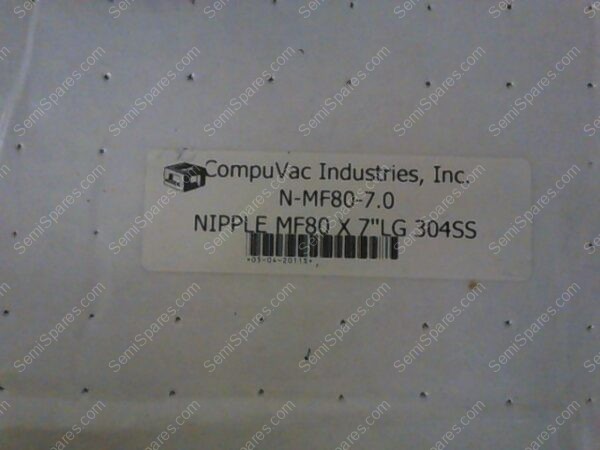 CompuVac Industries, Inc.
N-MF80-7.0
NIPPLE MF80 X 7"LG 304SS
SemiSpares.com